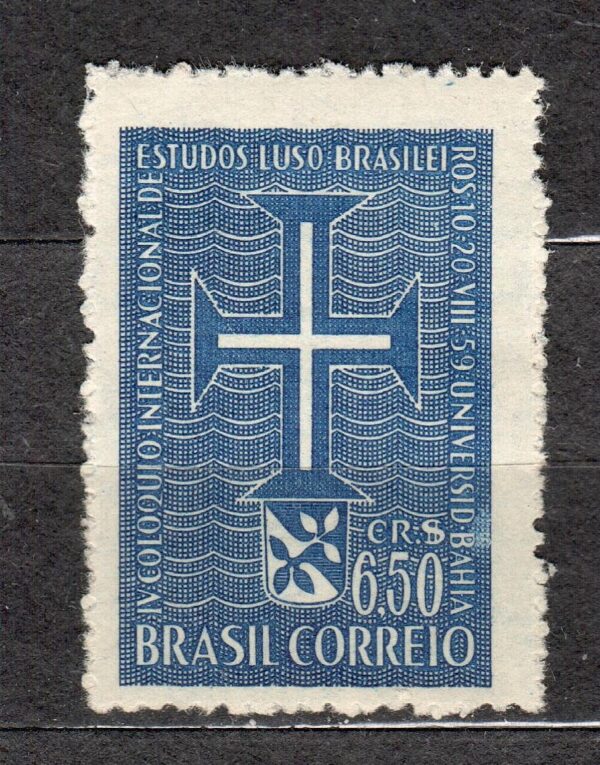 IV COLOQUIO·INTERNACIONAL·DE
ESTUDOS LUSO·BRASILEI
ROS·10·20·VIII·59·UNIVERSID·BAHIA
CR.$
6,50
BRASIL CORREIO